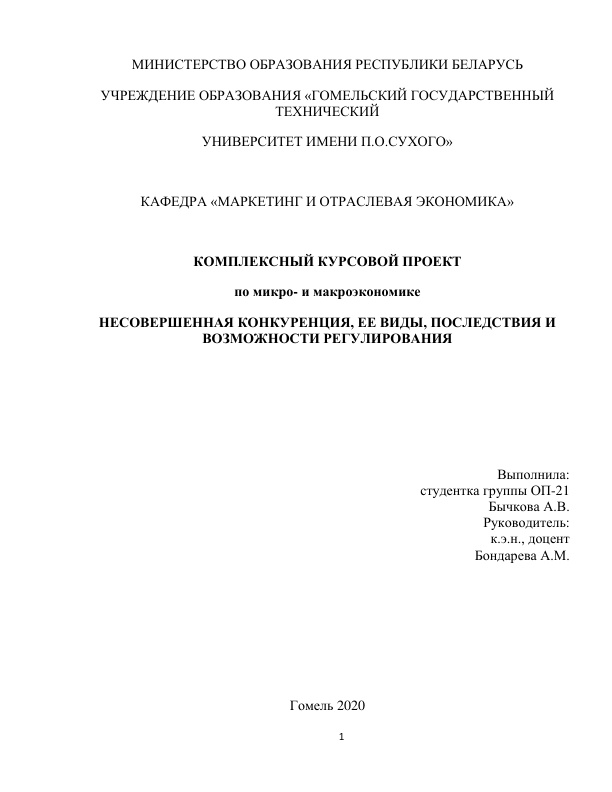 МИНИСТЕРСТВО ОБРАЗОВАНИЯ РЕСПУБЛИКИ БЕЛАРУСЬ
УЧРЕЖДЕНИЕ ОБРАЗОВАНИЯ «ГОМЕЛЬСКИЙ ГОСУДАРСТВЕННЫЙ
ТЕХНИЧЕСКИЙ
УНИВЕРСИТЕТ ИМЕНИ П.О.СУХОГО»
КАФЕДРА «МАРКЕТИНГ И ОТРАСЛЕВАЯ ЭКОНОМИКА»
КОМПЛЕКСНЫЙ КУРСОВОЙ ПРОЕКТ
по микро- и макроэкономике
НЕСОВЕРШЕННАЯ КОНКУРЕНЦИЯ, ЕЕ ВИДЫ, ПОСЛЕДСТВИЯ И
ВОЗМОЖНОСТИ РЕГУЛИРОВАНИЯ
Выполнила:
студентка группы ОП-21
Бычкова А.В.
Руководитель:
к.э.н., доцент
Бондарева А.М.
Гомель 2020
1